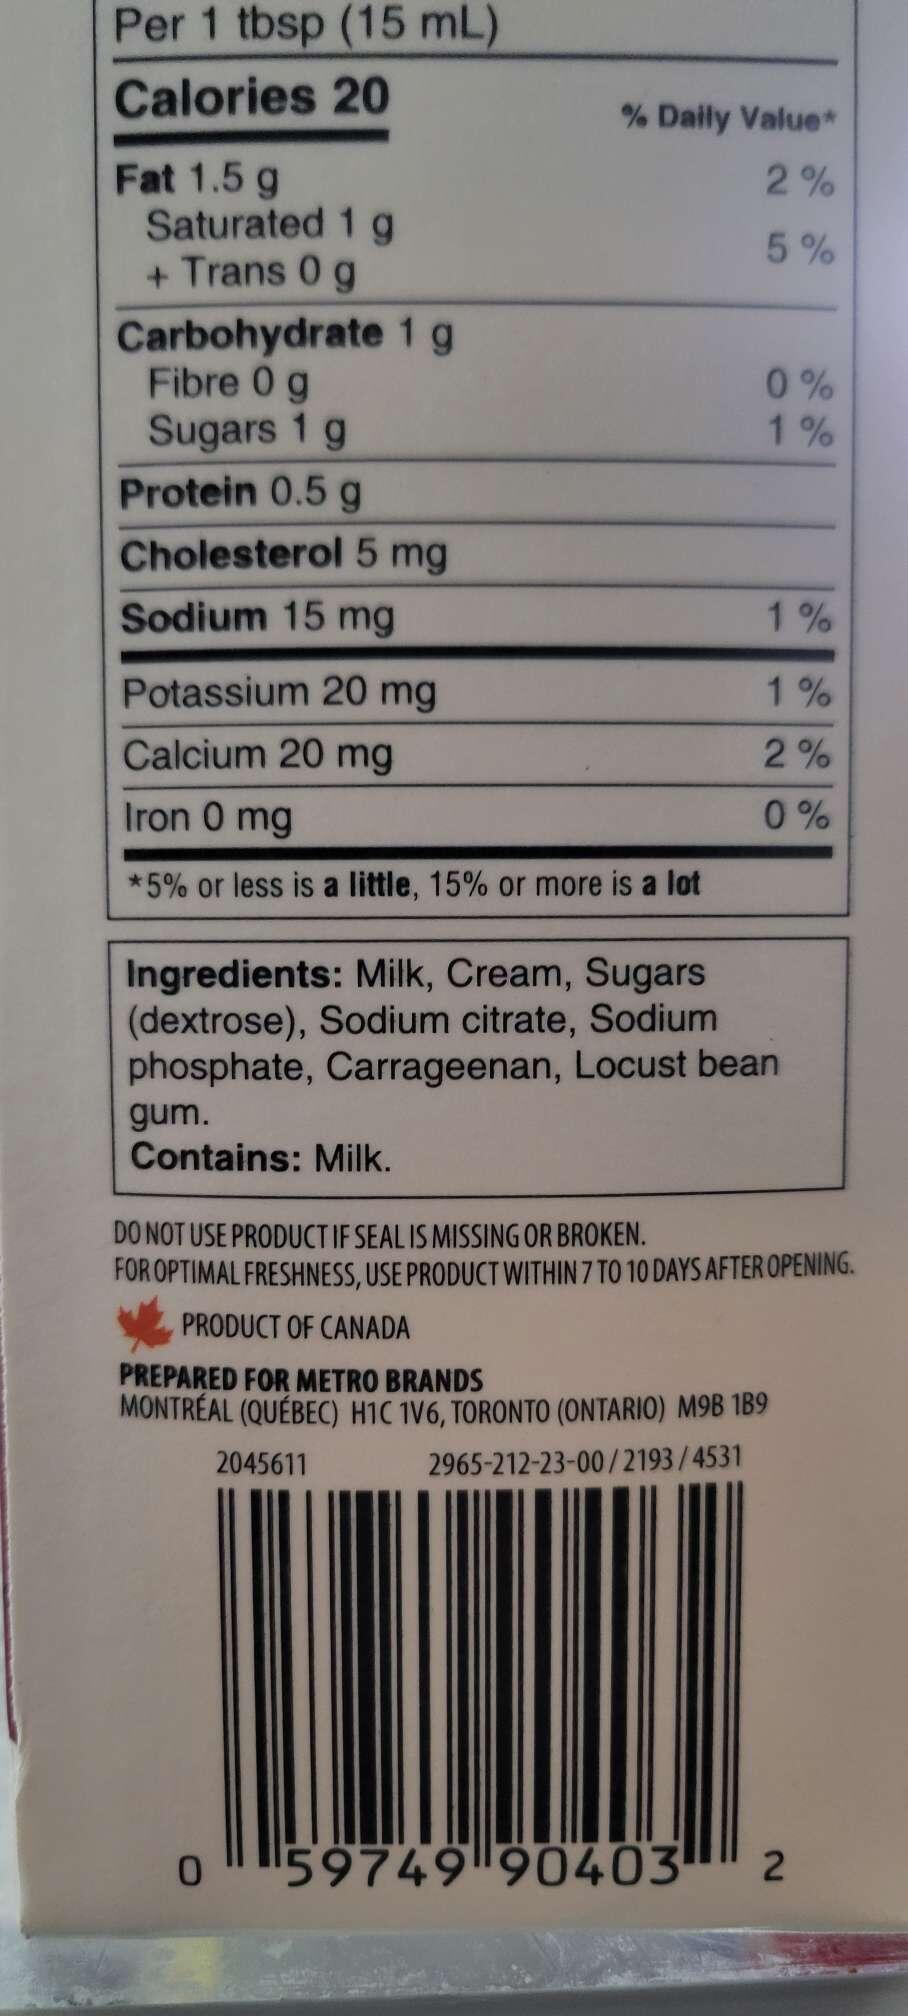 Per 1 tbsp (15 mL)
Calories 20
% Daily Value*
Fat 1.5 g 2 %
Saturated 1 g
+ Trans 0 g 5 %
Carbohydrate 1 g
Fibre 0 g 0 %
Sugars 1 g 1 %
Protein 0.5 g
Cholesterol 5 mg
Sodium 15 mg 1 %
Potassium 20 mg 1 %
Calcium 20 mg 2 %
Iron 0 mg 0 %
*5% or less is a little, 15% or more is a lot
Ingredients: Milk, Cream, Sugars
(dextrose), Sodium citrate, Sodium
phosphate, Carrageenan, Locust bean
gum.
Contains: Milk.
DO NOT USE PRODUCT IF SEAL IS MISSING OR BROKEN.
FOR OPTIMAL FRESHNESS, USE PRODUCT WITHIN 7 TO 10 DAYS AFTER OPENING.
PRODUCT OF CANADA
PREPARED FOR METRO BRANDS
MONTRÉAL (QUÉBEC) H1C 1V6, TORONTO (ONTARIO) M9B 1B9
2045611 2965-212-23-00/2193/4531
0 59749 90403 2